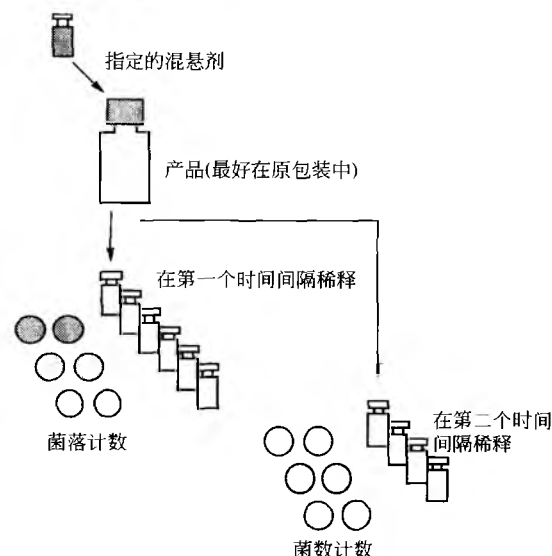 指定的混悬剂
产品(最好在原包装中)
在第一个时间间隔稀释
菌落计数
在第二个时间
间隔稀释
菌数计数